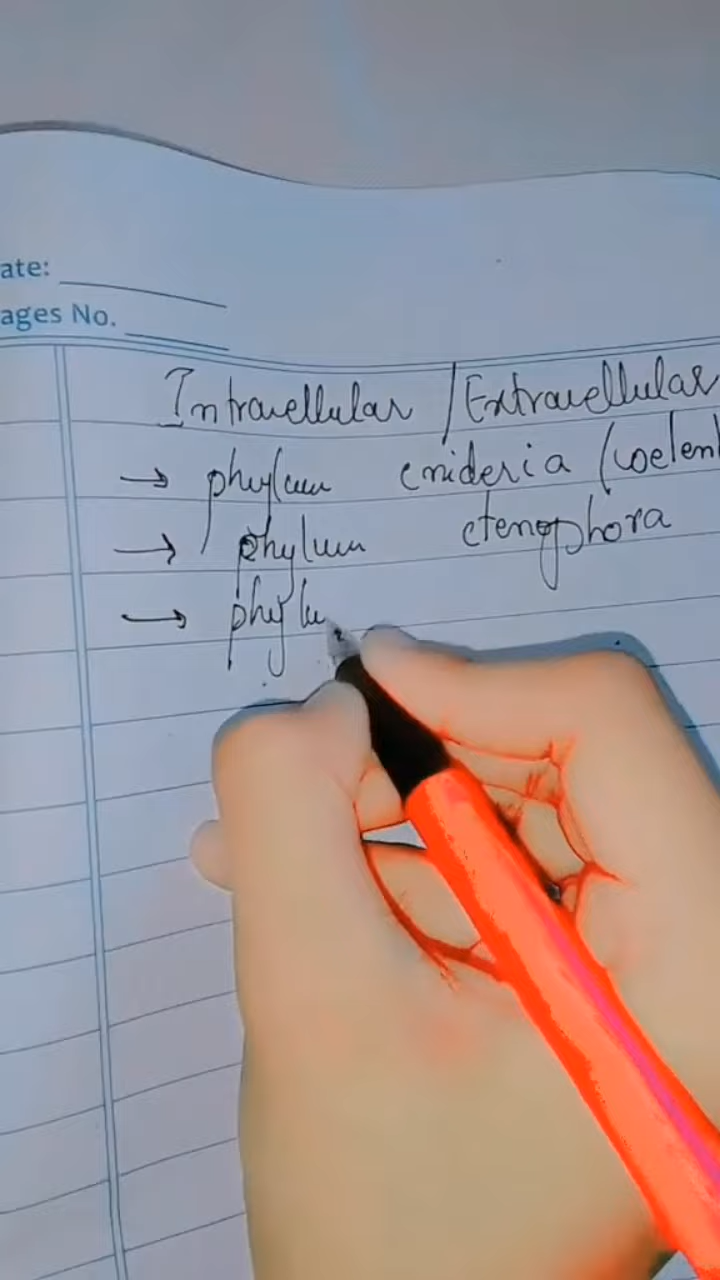 ate:
ages No.
Intracellular / Extracellular
→ phylum cnideria (coelen
→ phylum ctenophora
→ phylu